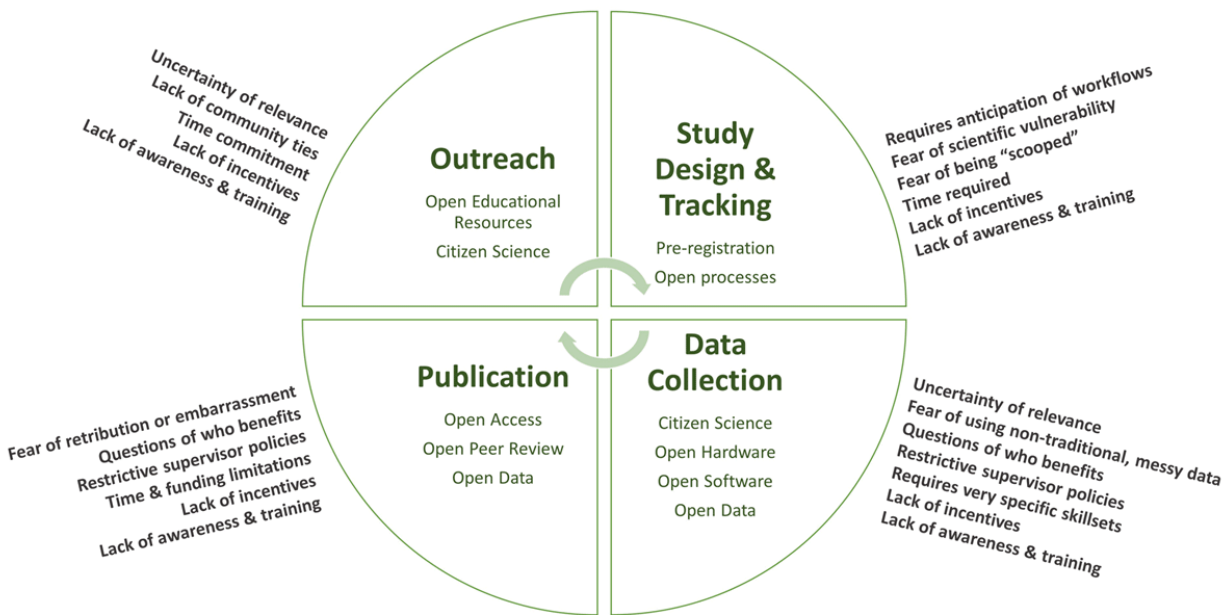 Uncertainty of relevance
Lack of community ties
Time commitment
Lack of incentives
Lack of awareness & training
Outreach
Open Educational
Resources
Citizen Science
Study
Design &
Tracking
Pre-registration
Open processes
Requires anticipation of workflows
Fear of scientific vulnerability
Fear of being “scooped”
Time required
Lack of incentives
Lack of awareness & training
Fear of retribution or embarrassment
Questions of who benefits
Restrictive supervisor policies
Time & funding limitations
Lack of incentives
Lack of awareness & training
Publication
Open Access
Open Peer Review
Open Data
Data
Collection
Citizen Science
Open Hardware
Open Software
Open Data
Uncertainty of relevance
Fear of using non-traditional, messy data
Questions of who benefits
Restrictive supervisor policies
Requires very specific skillsets
Lack of incentives
Lack of awareness & training